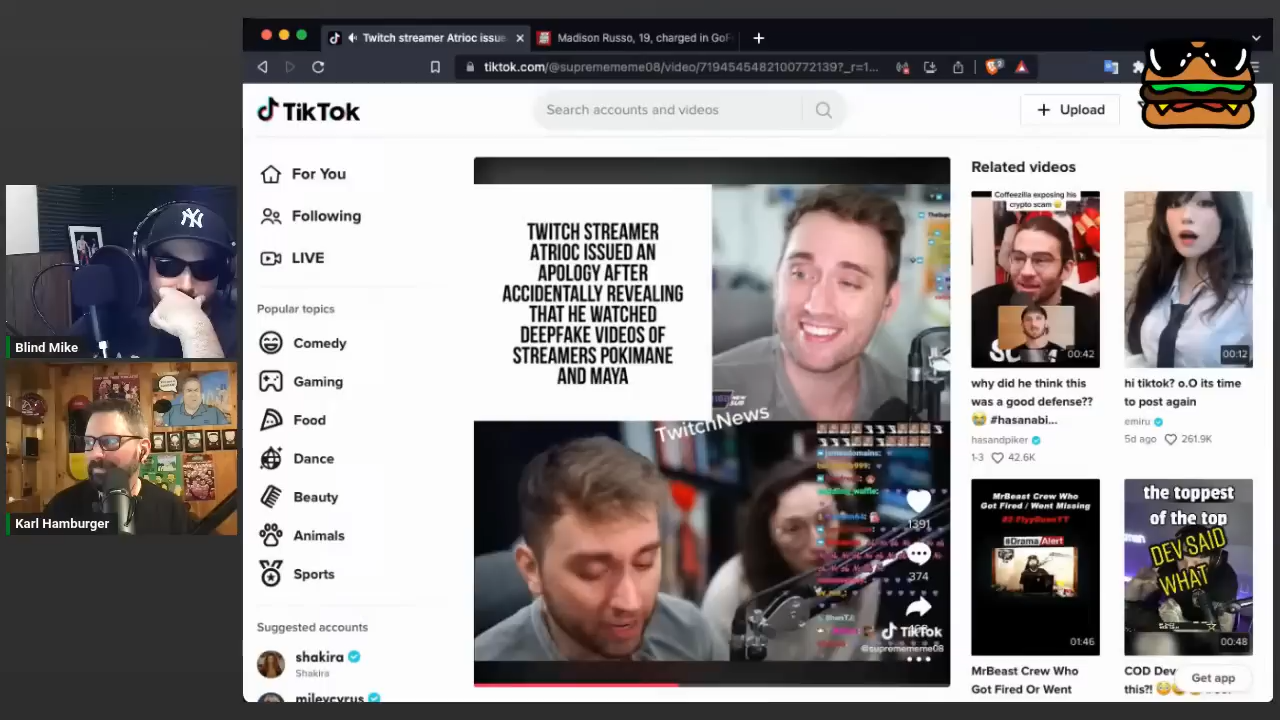 Twitch streamer Atrioc issue
Madison Russo, 19, charged in GoF
tiktok.com/@suprememe08/video/7194545482100772139?_r=1...
TikTok
Search accounts and videos
Upload
For You
Following
LIVE
Popular topics
Comedy
Gaming
Food
Dance
Beauty
Animals
Sports
Suggested accounts
shakira
Shakira
mileycyrus
Blind Mike
Karl Hamburger
TWITCH STREAMER
ATRIOC ISSUED AN
APOLOGY AFTER
ACCIDENTALLY REVEALING
THAT HE WATCHED
DEEPFAKE VIDEOS OF
STREAMERS POKIMANE
AND MAYA
TwitchNews
1391
374
TikTok
@suprememe08
Related videos
Coffeezilla exposing his
crypto scam
00:42
why did he think this
was a good defense??
#hasanabi...
hasandpiker
1-3 42.6K
00:12
hi tiktok? o.O its time
to post again
emiru
5d ago 261.9K
MrBeast Crew Who
Got Fired / Went Missing
#DramaAlert
01:46
MrBeast Crew Who
Got Fired Or Went
the toppest
of the top
DEV SAID
WHAT
00:48
COD Dev
this?!
Get app